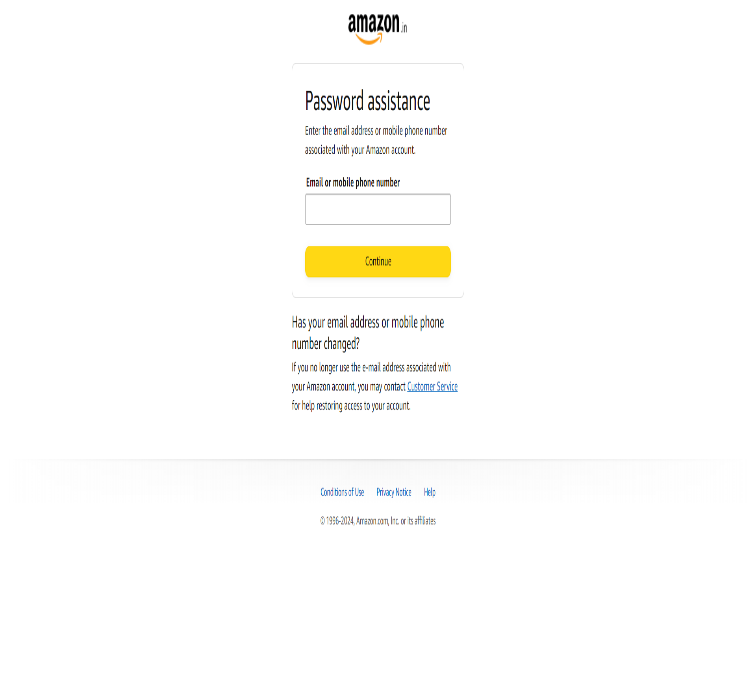 amazon.in
Password assistance
Enter the email address or mobile phone number
associated with your Amazon account.
Email or mobile phone number
Continue
Has your email address or mobile phone
number changed?
If you no longer use the e-mail address associated with
your Amazon account, you may contact Customer Service
for help restoring access to your account.
Conditions of Use Privacy Notice Help
© 1996-2024, Amazon.com, Inc. or its affiliates